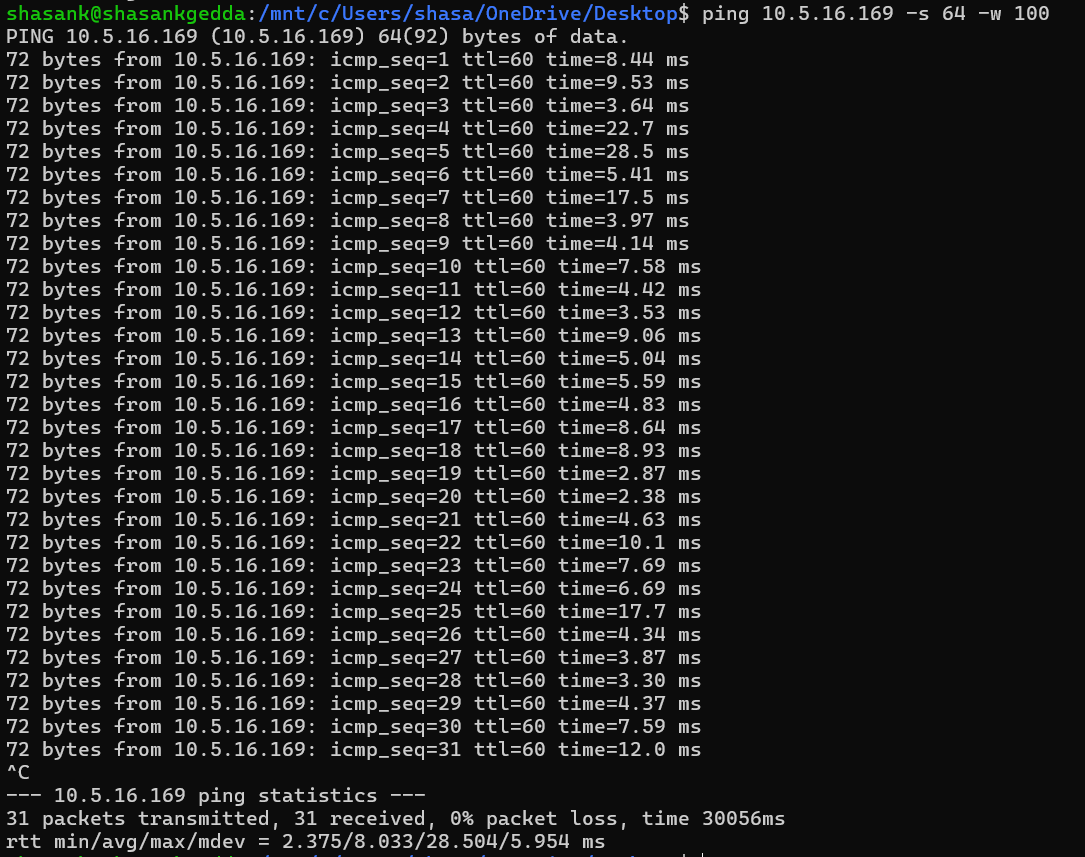 shasank@shasankgedda:/mnt/c/Users/shasa/OneDrive/Desktop$ ping 10.5.16.169 -s 64 -w 100
PING 10.5.16.169 (10.5.16.169) 64(92) bytes of data.
72 bytes from 10.5.16.169: icmp_seq=1 ttl=60 time=8.44 ms
72 bytes from 10.5.16.169: icmp_seq=2 ttl=60 time=9.53 ms
72 bytes from 10.5.16.169: icmp_seq=3 ttl=60 time=3.64 ms
72 bytes from 10.5.16.169: icmp_seq=4 ttl=60 time=22.7 ms
72 bytes from 10.5.16.169: icmp_seq=5 ttl=60 time=28.5 ms
72 bytes from 10.5.16.169: icmp_seq=6 ttl=60 time=5.41 ms
72 bytes from 10.5.16.169: icmp_seq=7 ttl=60 time=17.5 ms
72 bytes from 10.5.16.169: icmp_seq=8 ttl=60 time=3.97 ms
72 bytes from 10.5.16.169: icmp_seq=9 ttl=60 time=4.14 ms
72 bytes from 10.5.16.169: icmp_seq=10 ttl=60 time=7.58 ms
72 bytes from 10.5.16.169: icmp_seq=11 ttl=60 time=4.42 ms
72 bytes from 10.5.16.169: icmp_seq=12 ttl=60 time=3.53 ms
72 bytes from 10.5.16.169: icmp_seq=13 ttl=60 time=9.06 ms
72 bytes from 10.5.16.169: icmp_seq=14 ttl=60 time=5.04 ms
72 bytes from 10.5.16.169: icmp_seq=15 ttl=60 time=5.59 ms
72 bytes from 10.5.16.169: icmp_seq=16 ttl=60 time=4.83 ms
72 bytes from 10.5.16.169: icmp_seq=17 ttl=60 time=8.64 ms
72 bytes from 10.5.16.169: icmp_seq=18 ttl=60 time=8.93 ms
72 bytes from 10.5.16.169: icmp_seq=19 ttl=60 time=2.87 ms
72 bytes from 10.5.16.169: icmp_seq=20 ttl=60 time=2.38 ms
72 bytes from 10.5.16.169: icmp_seq=21 ttl=60 time=4.63 ms
72 bytes from 10.5.16.169: icmp_seq=22 ttl=60 time=10.1 ms
72 bytes from 10.5.16.169: icmp_seq=23 ttl=60 time=7.69 ms
72 bytes from 10.5.16.169: icmp_seq=24 ttl=60 time=6.69 ms
72 bytes from 10.5.16.169: icmp_seq=25 ttl=60 time=17.7 ms
72 bytes from 10.5.16.169: icmp_seq=26 ttl=60 time=4.34 ms
72 bytes from 10.5.16.169: icmp_seq=27 ttl=60 time=3.87 ms
72 bytes from 10.5.16.169: icmp_seq=28 ttl=60 time=3.30 ms
72 bytes from 10.5.16.169: icmp_seq=29 ttl=60 time=4.37 ms
72 bytes from 10.5.16.169: icmp_seq=30 ttl=60 time=7.59 ms
72 bytes from 10.5.16.169: icmp_seq=31 ttl=60 time=12.0 ms
^C
--- 10.5.16.169 ping statistics ---
31 packets transmitted, 31 received, 0% packet loss, time 30056ms
rtt min/avg/max/mdev = 2.375/8.033/28.504/5.954 ms